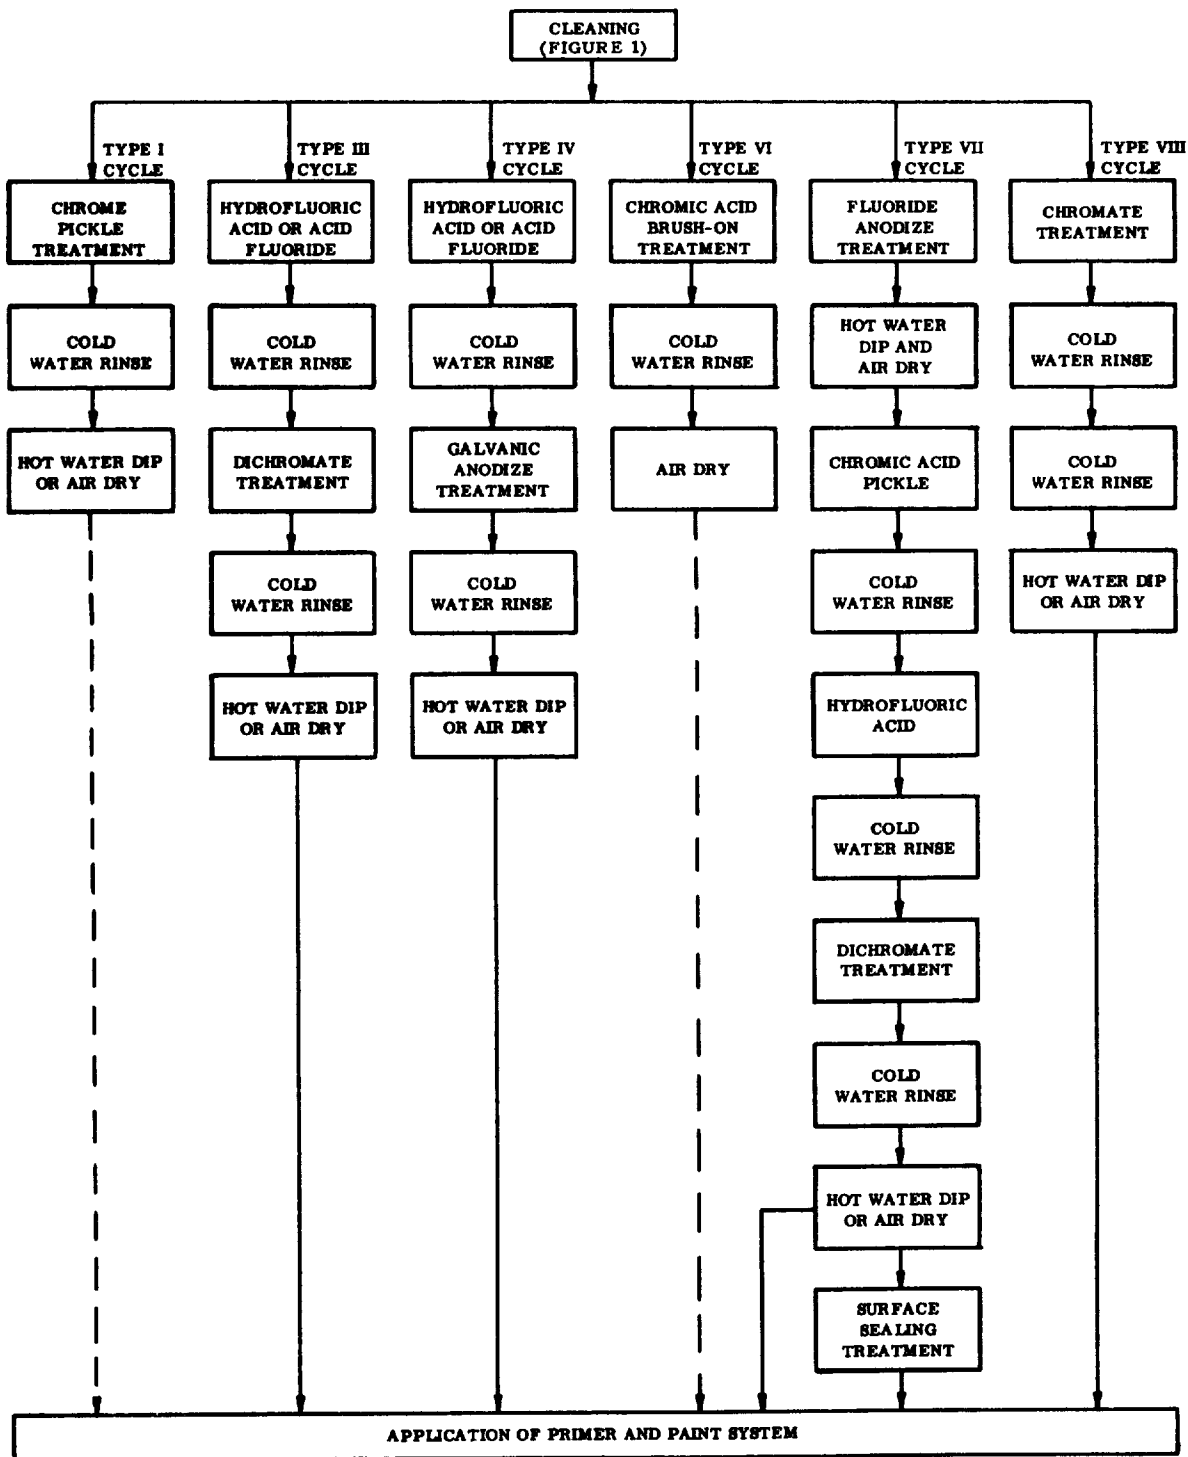 CLEANING
(FIGURE 1)
TYPE I
CYCLE
CHROME
PICKLE
TREATMENT
COLD
WATER RINSE
HOT WATER DIP
OR AIR DRY
TYPE III
CYCLE
HYDROFLUORIC
ACID OR ACID
FLUORIDE
COLD
WATER RINSE
DICHROMATE
TREATMENT
COLD
WATER RINSE
HOT WATER DIP
OR AIR DRY
TYPE IV
CYCLE
HYDROFLUORIC
ACID OR ACID
FLUORIDE
COLD
WATER RINSE
GALVANIC
ANODIZE
TREATMENT
COLD
WATER RINSE
HOT WATER DIP
OR AIR DRY
TYPE VI
CYCLE
CHROMIC ACID
BRUSH-ON
TREATMENT
COLD
WATER RINSE
AIR DRY
TYPE VII
CYCLE
FLUORIDE
ANODIZE
TREATMENT
HOT WATER
DIP AND
AIR DRY
CHROMIC ACID
PICKLE
COLD
WATER RINSE
HYDROFLUORIC
ACID
COLD
WATER RINSE
DICHROMATE
TREATMENT
COLD
WATER RINSE
HOT WATER DIP
OR AIR DRY
SURFACE
SEALING
TREATMENT
TYPE VIII
CYCLE
CHROMATE
TREATMENT
COLD
WATER RINSE
COLD
WATER RINSE
HOT WATER DIP
OR AIR DRY
APPLICATION OF PRIMER AND PAINT SYSTEM